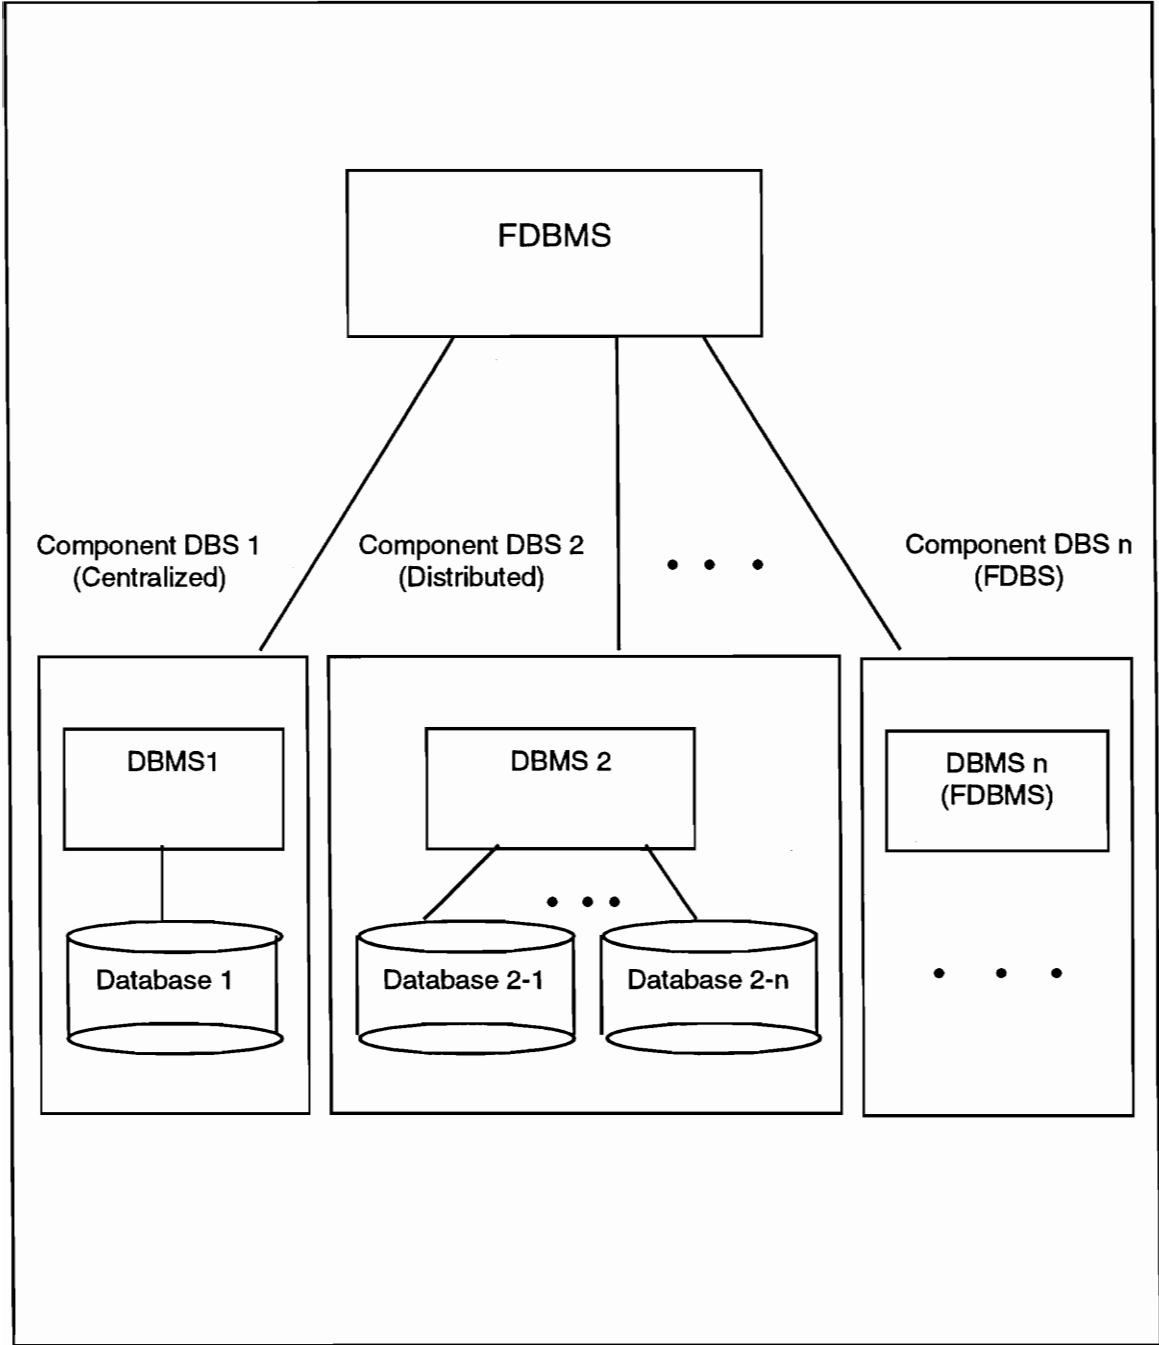 FDBMS
Component DBS 1
(Centralized)
Component DBS 2
(Distributed)
Component DBS n
(FDBS)
DBMS1
DBMS 2
DBMS n
(FDBMS)
Database 1
Database 2-1
Database 2-n